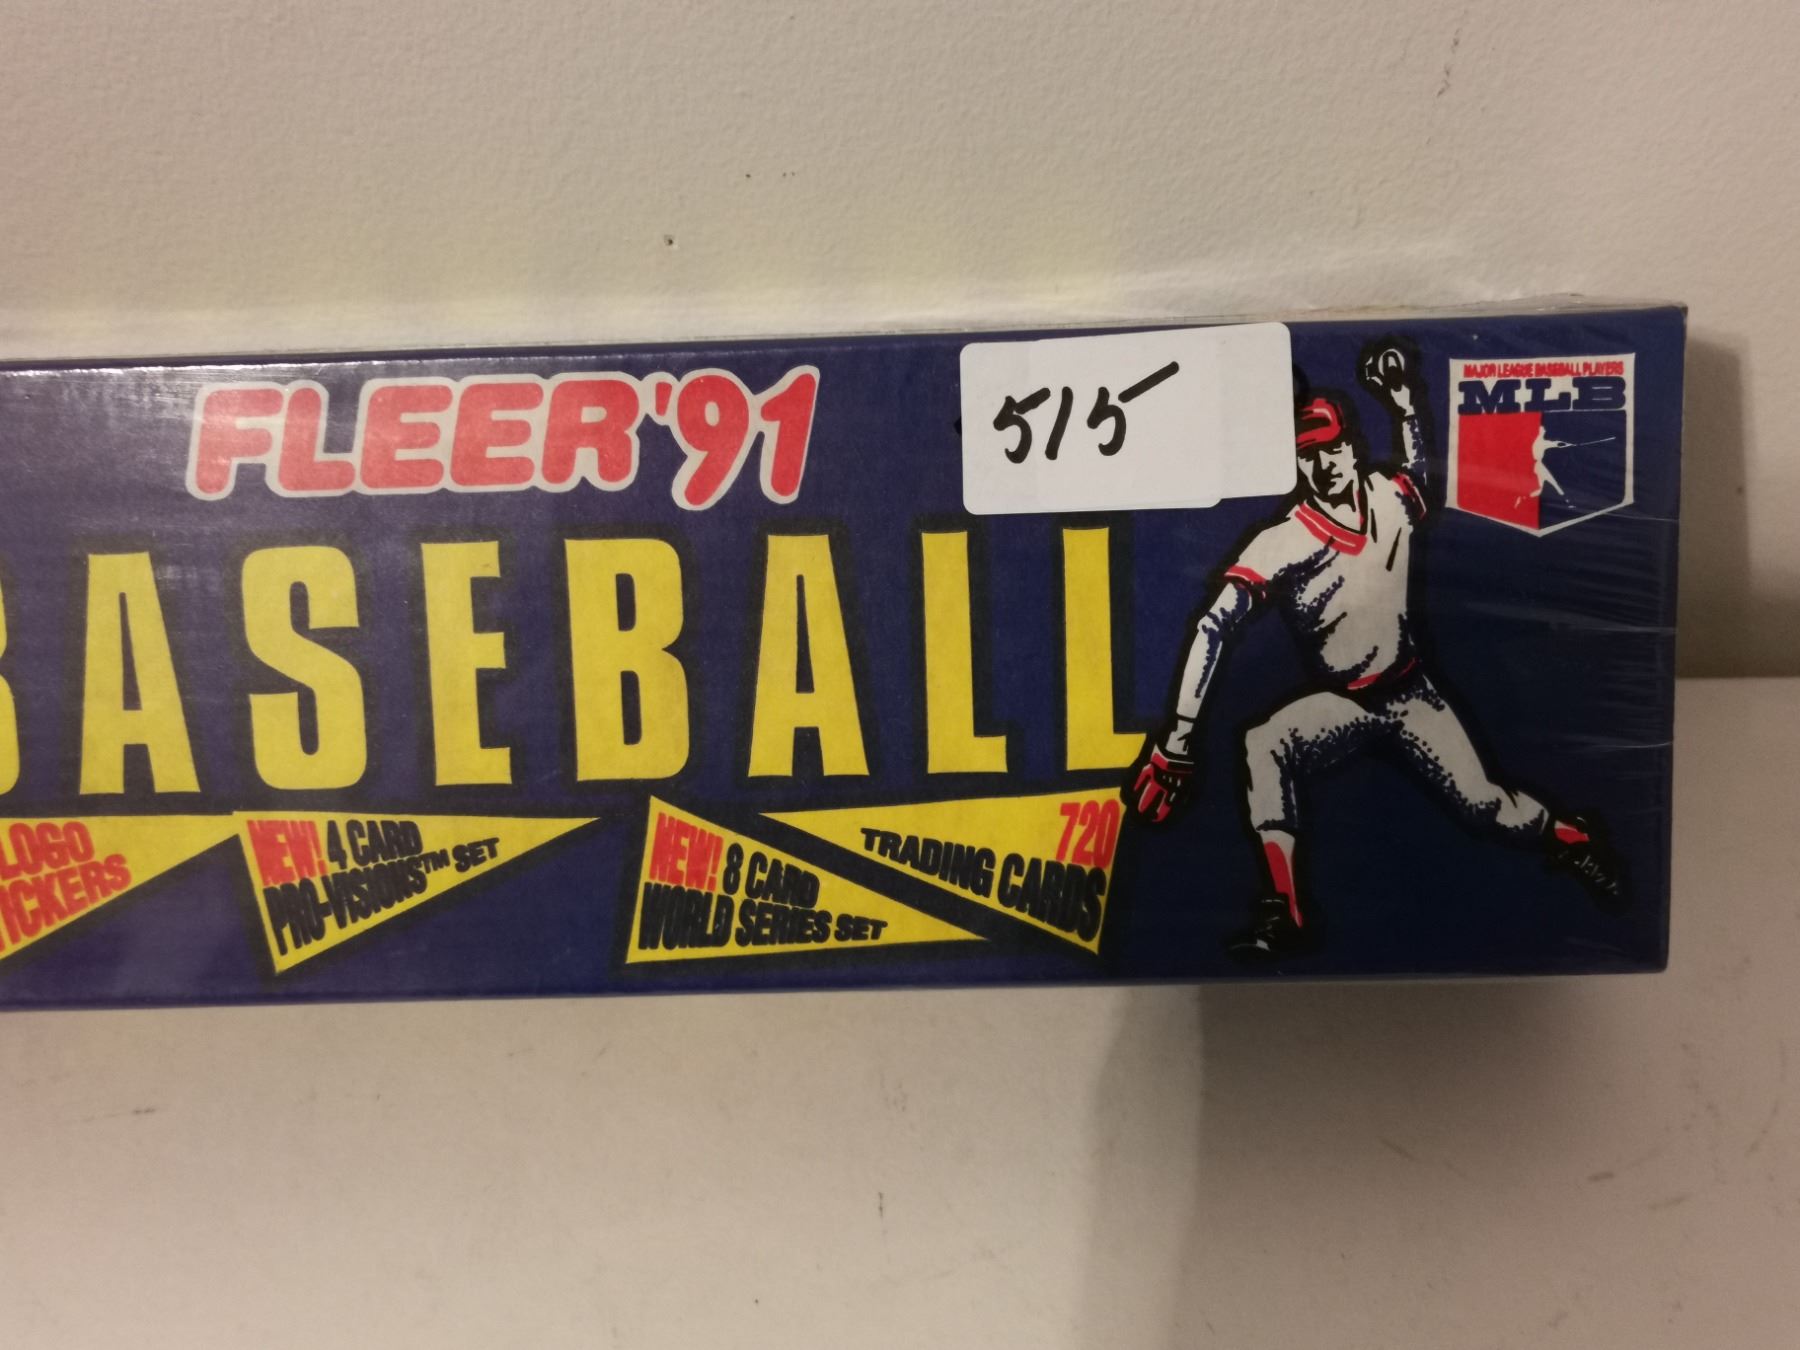 FLEER '91
515
MAJOR LEAGUE BASEBALL PLAYERS
MLB
BASEBALL
LOGO
NEW! 4 CARD
PRO-VISIONS™ SET
NEW! 8 CARD
WORLD SERIES SET
720
TRADING CARDS